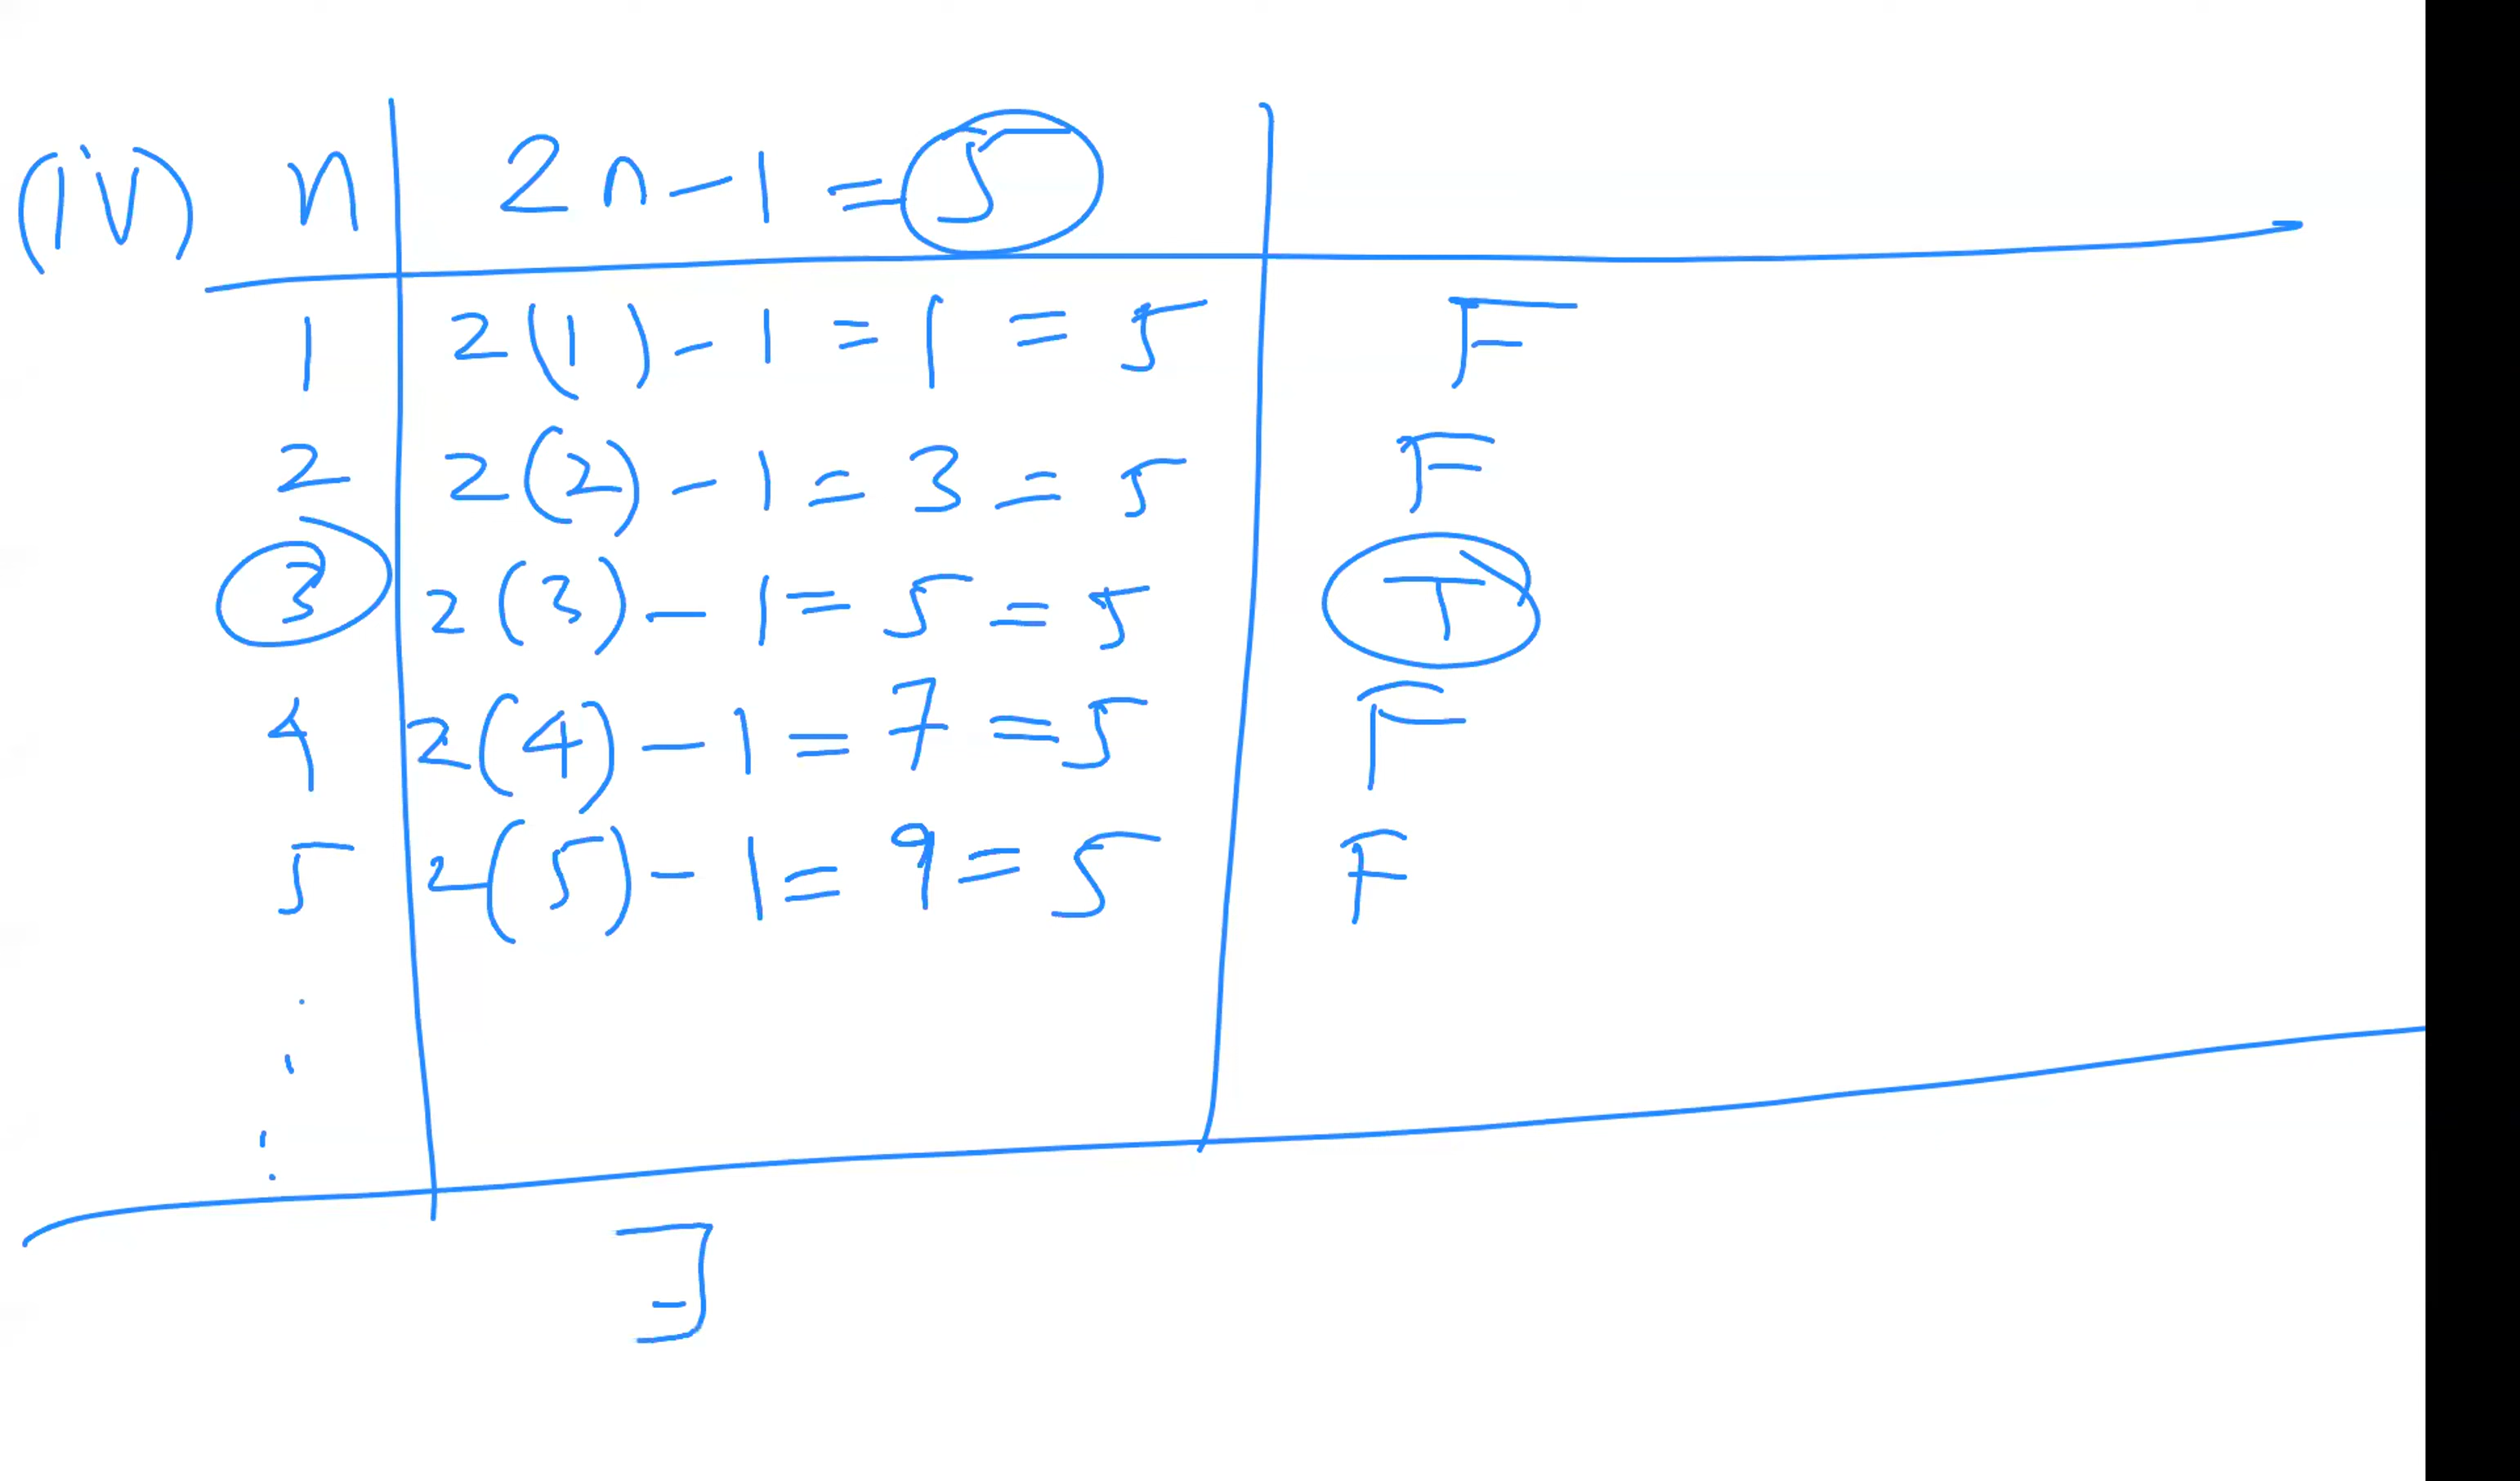 (iv) n 2n - 1 = 5
1 2(1) - 1 = 1 = 5 F
2 2(2) - 1 = 3 = 5 F
3 2(3) - 1 = 5 = 5 T
4 2(4) - 1 = 7 = 5 F
5 2(5) - 1 = 9 = 5 F
.
.
.
.
∃